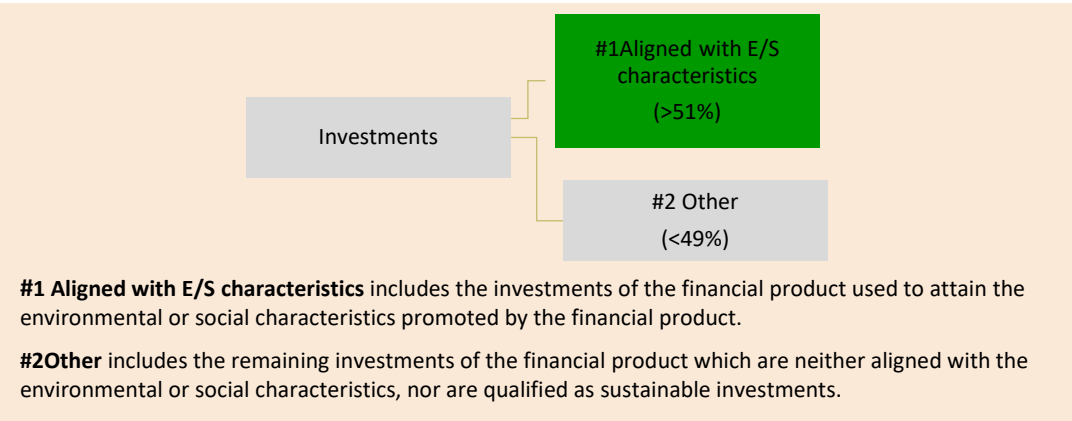 #1Aligned with E/S
characteristics
(>51%)
Investments
#2 Other
(<49%)
#1 Aligned with E/S characteristics includes the investments of the financial product used to attain the
environmental or social characteristics promoted by the financial product.
#2Other includes the remaining investments of the financial product which are neither aligned with the
environmental or social characteristics, nor are qualified as sustainable investments.